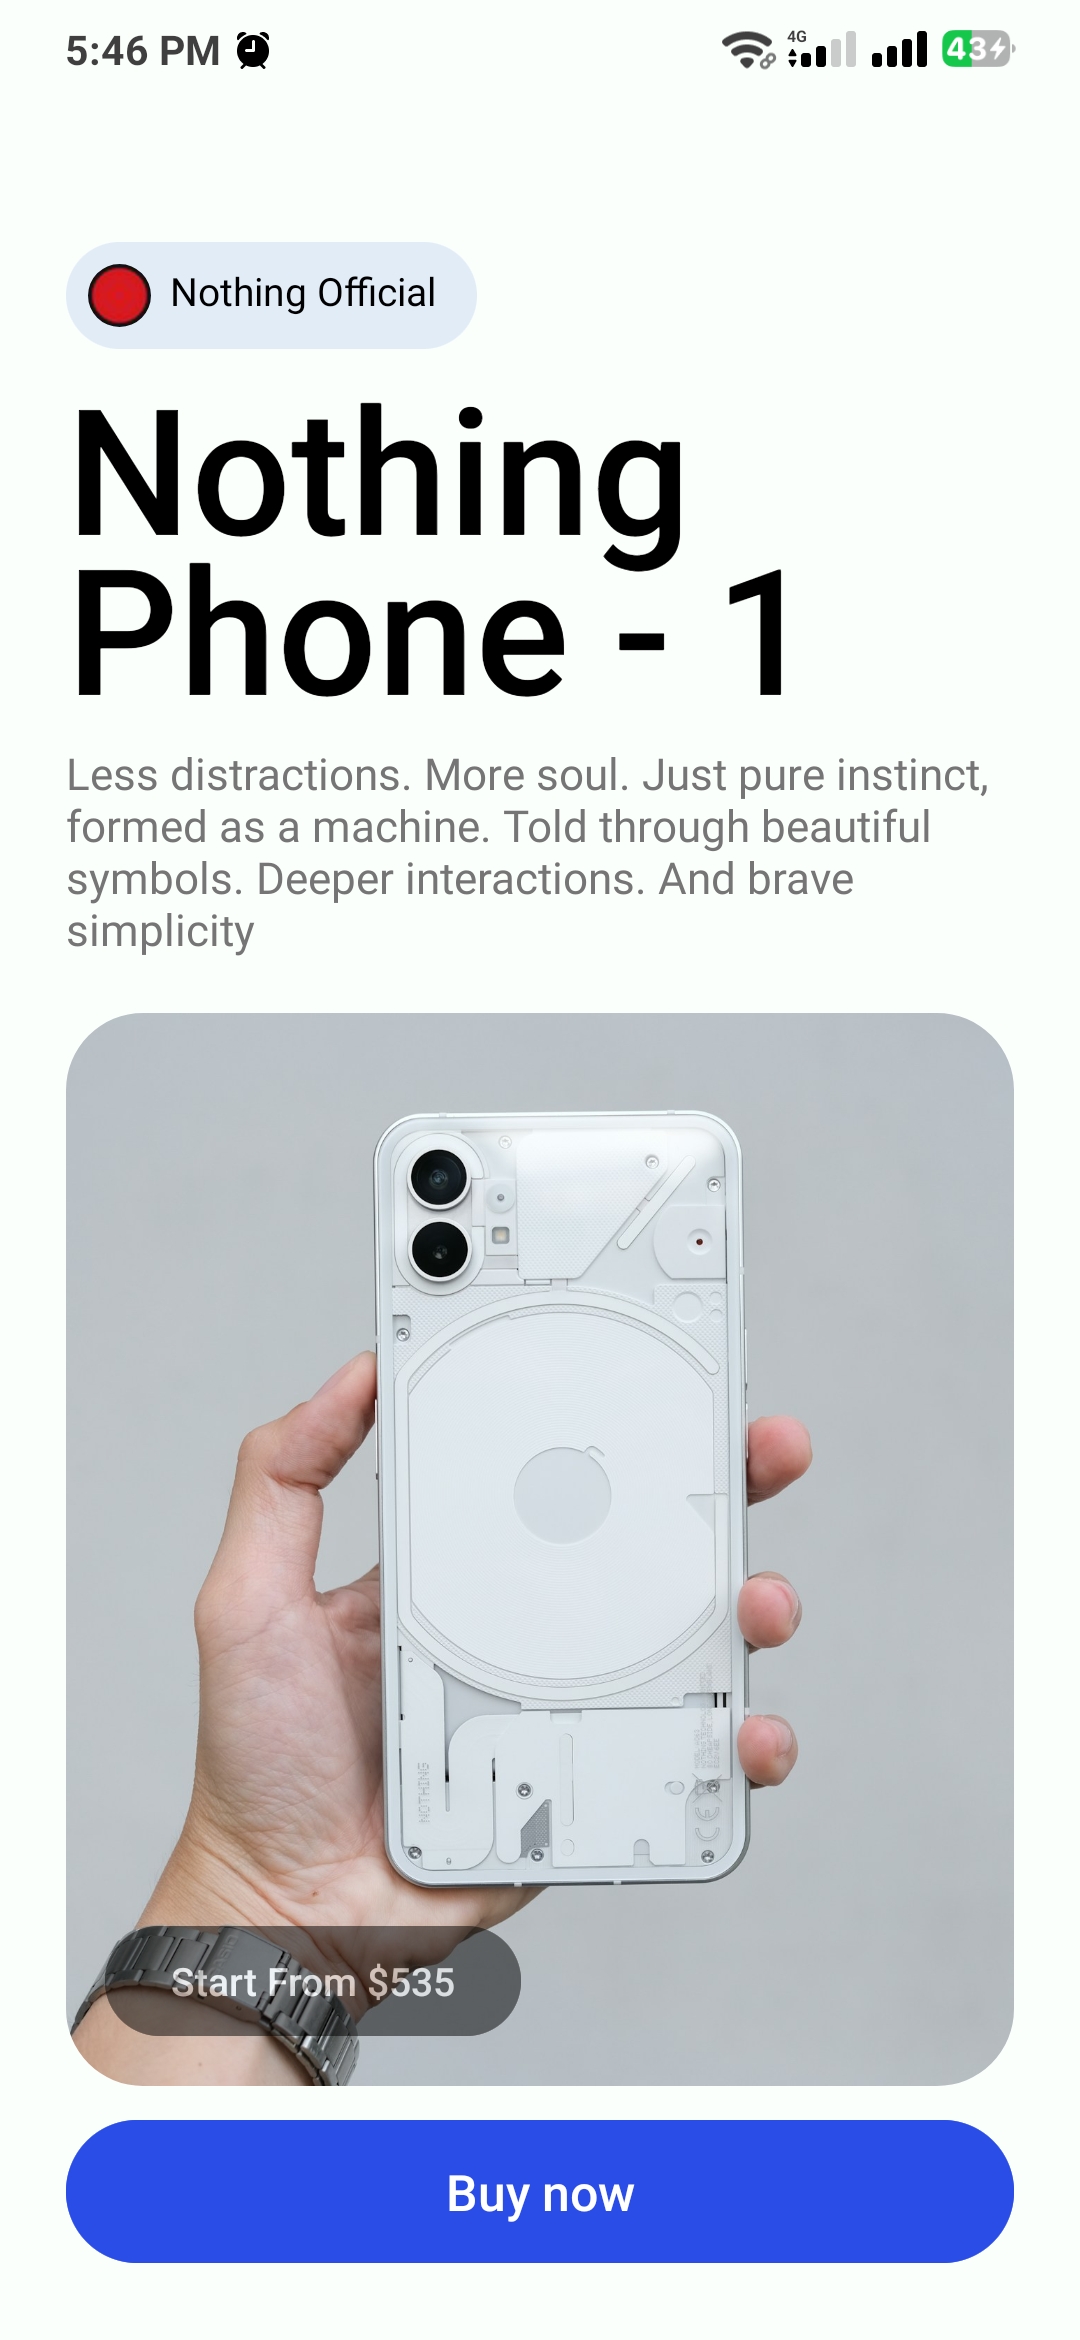 5:46 PM
4G
43
Nothing Official
Nothing
Phone - 1
Less distractions. More soul. Just pure instinct,
formed as a machine. Told through beautiful
symbols. Deeper interactions. And brave
simplicity
NOTHING
CE
Start From $535
Buy now